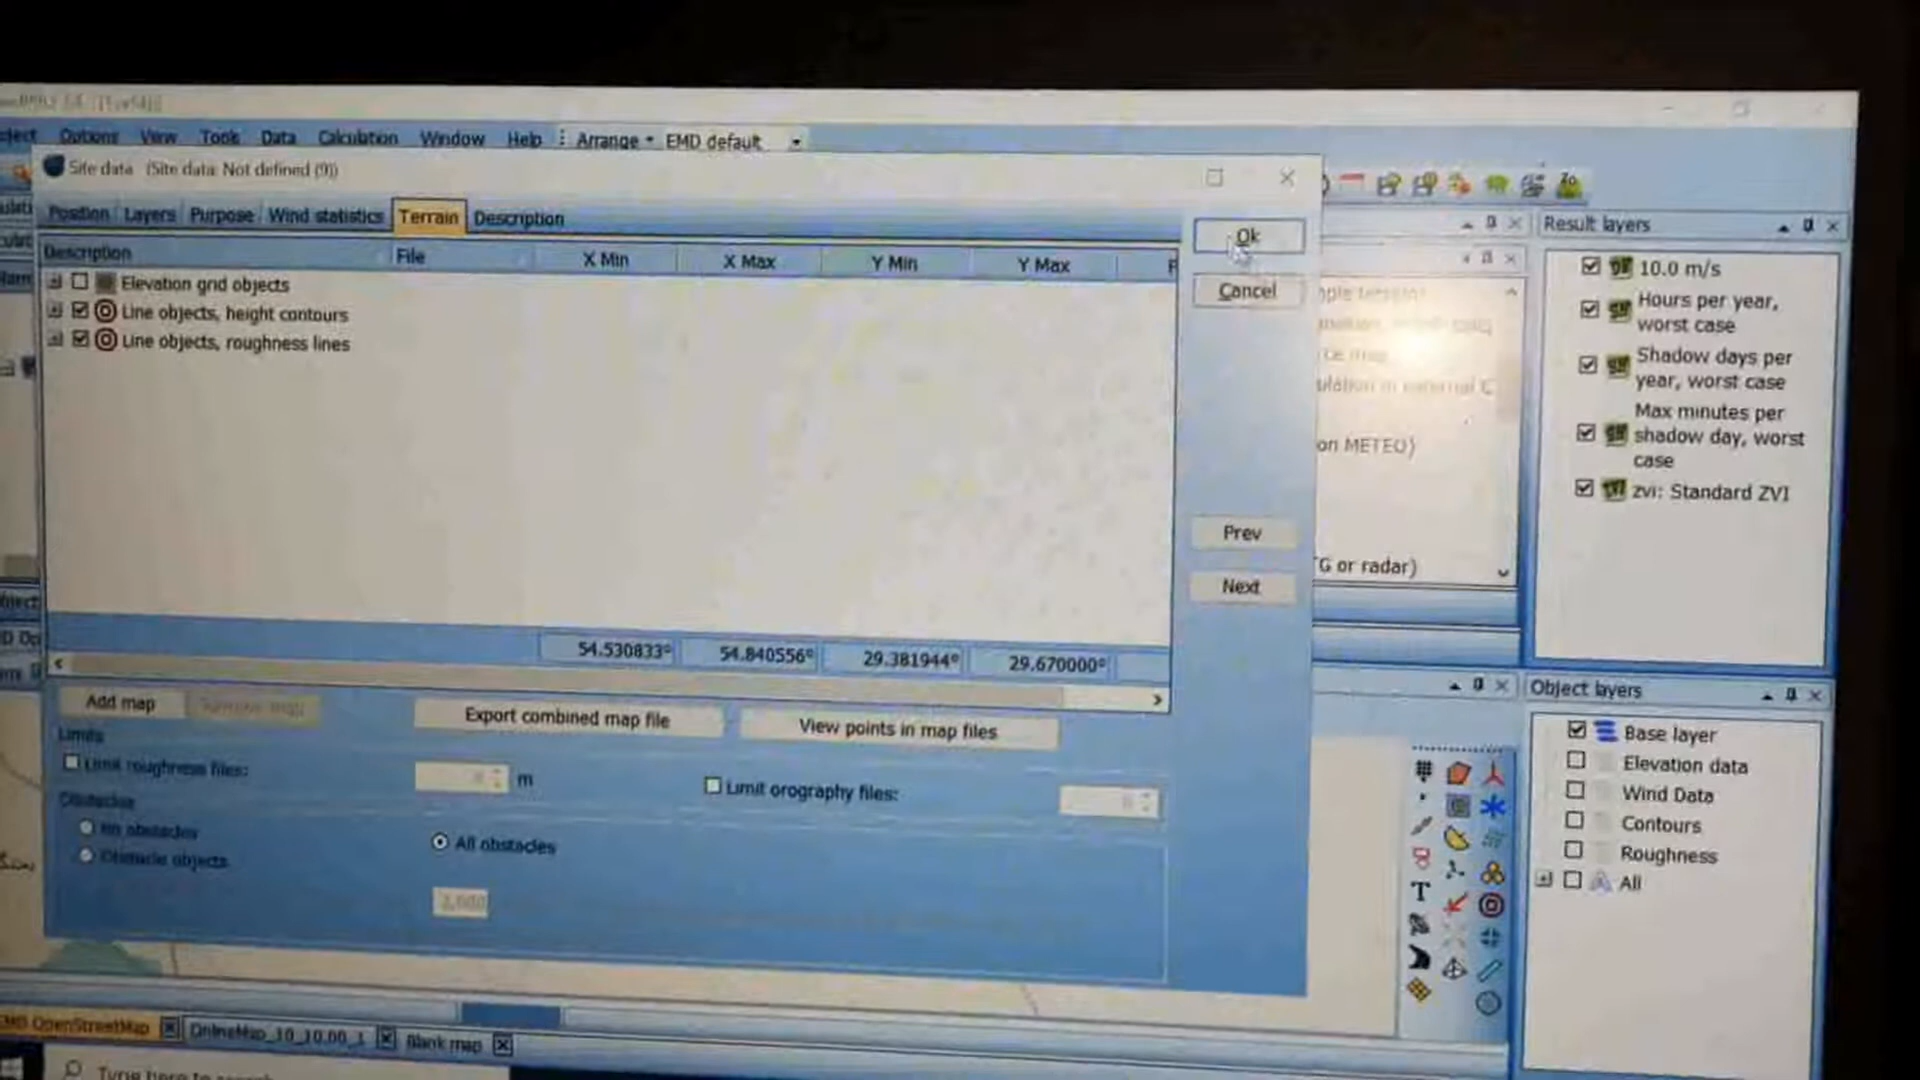 Options View Tools Data Calculation Window Help Arrange EMD default
Site data (Site data: Not defined (9))
Position Layers Purpose Wind statistics Terrain Description
Description File X Min X Max Y Min Y Max
Elevation grid objects
Line objects, height contours
Line objects, roughness lines
54.530833° 54.840556° 29.381944° 29.670000°
Add map Export combined map file View points in map files
Limits
Limit roughness files: m Limit orography files:
Obstacles
No obstacles All obstacles
Obstacle objects
Ok
Cancel
Prev
Next
on METEO)
G or radar)
Result layers
10.0 m/s
Hours per year,
worst case
Shadow days per
year, worst case
Max minutes per
shadow day, worst
case
zvi: Standard ZVI
Object layers
Base layer
Elevation data
Wind Data
Contours
Roughness
All
T
EMD OpenStreetMap OnlineMap_10_10.00_1 Blank map
Type here to search